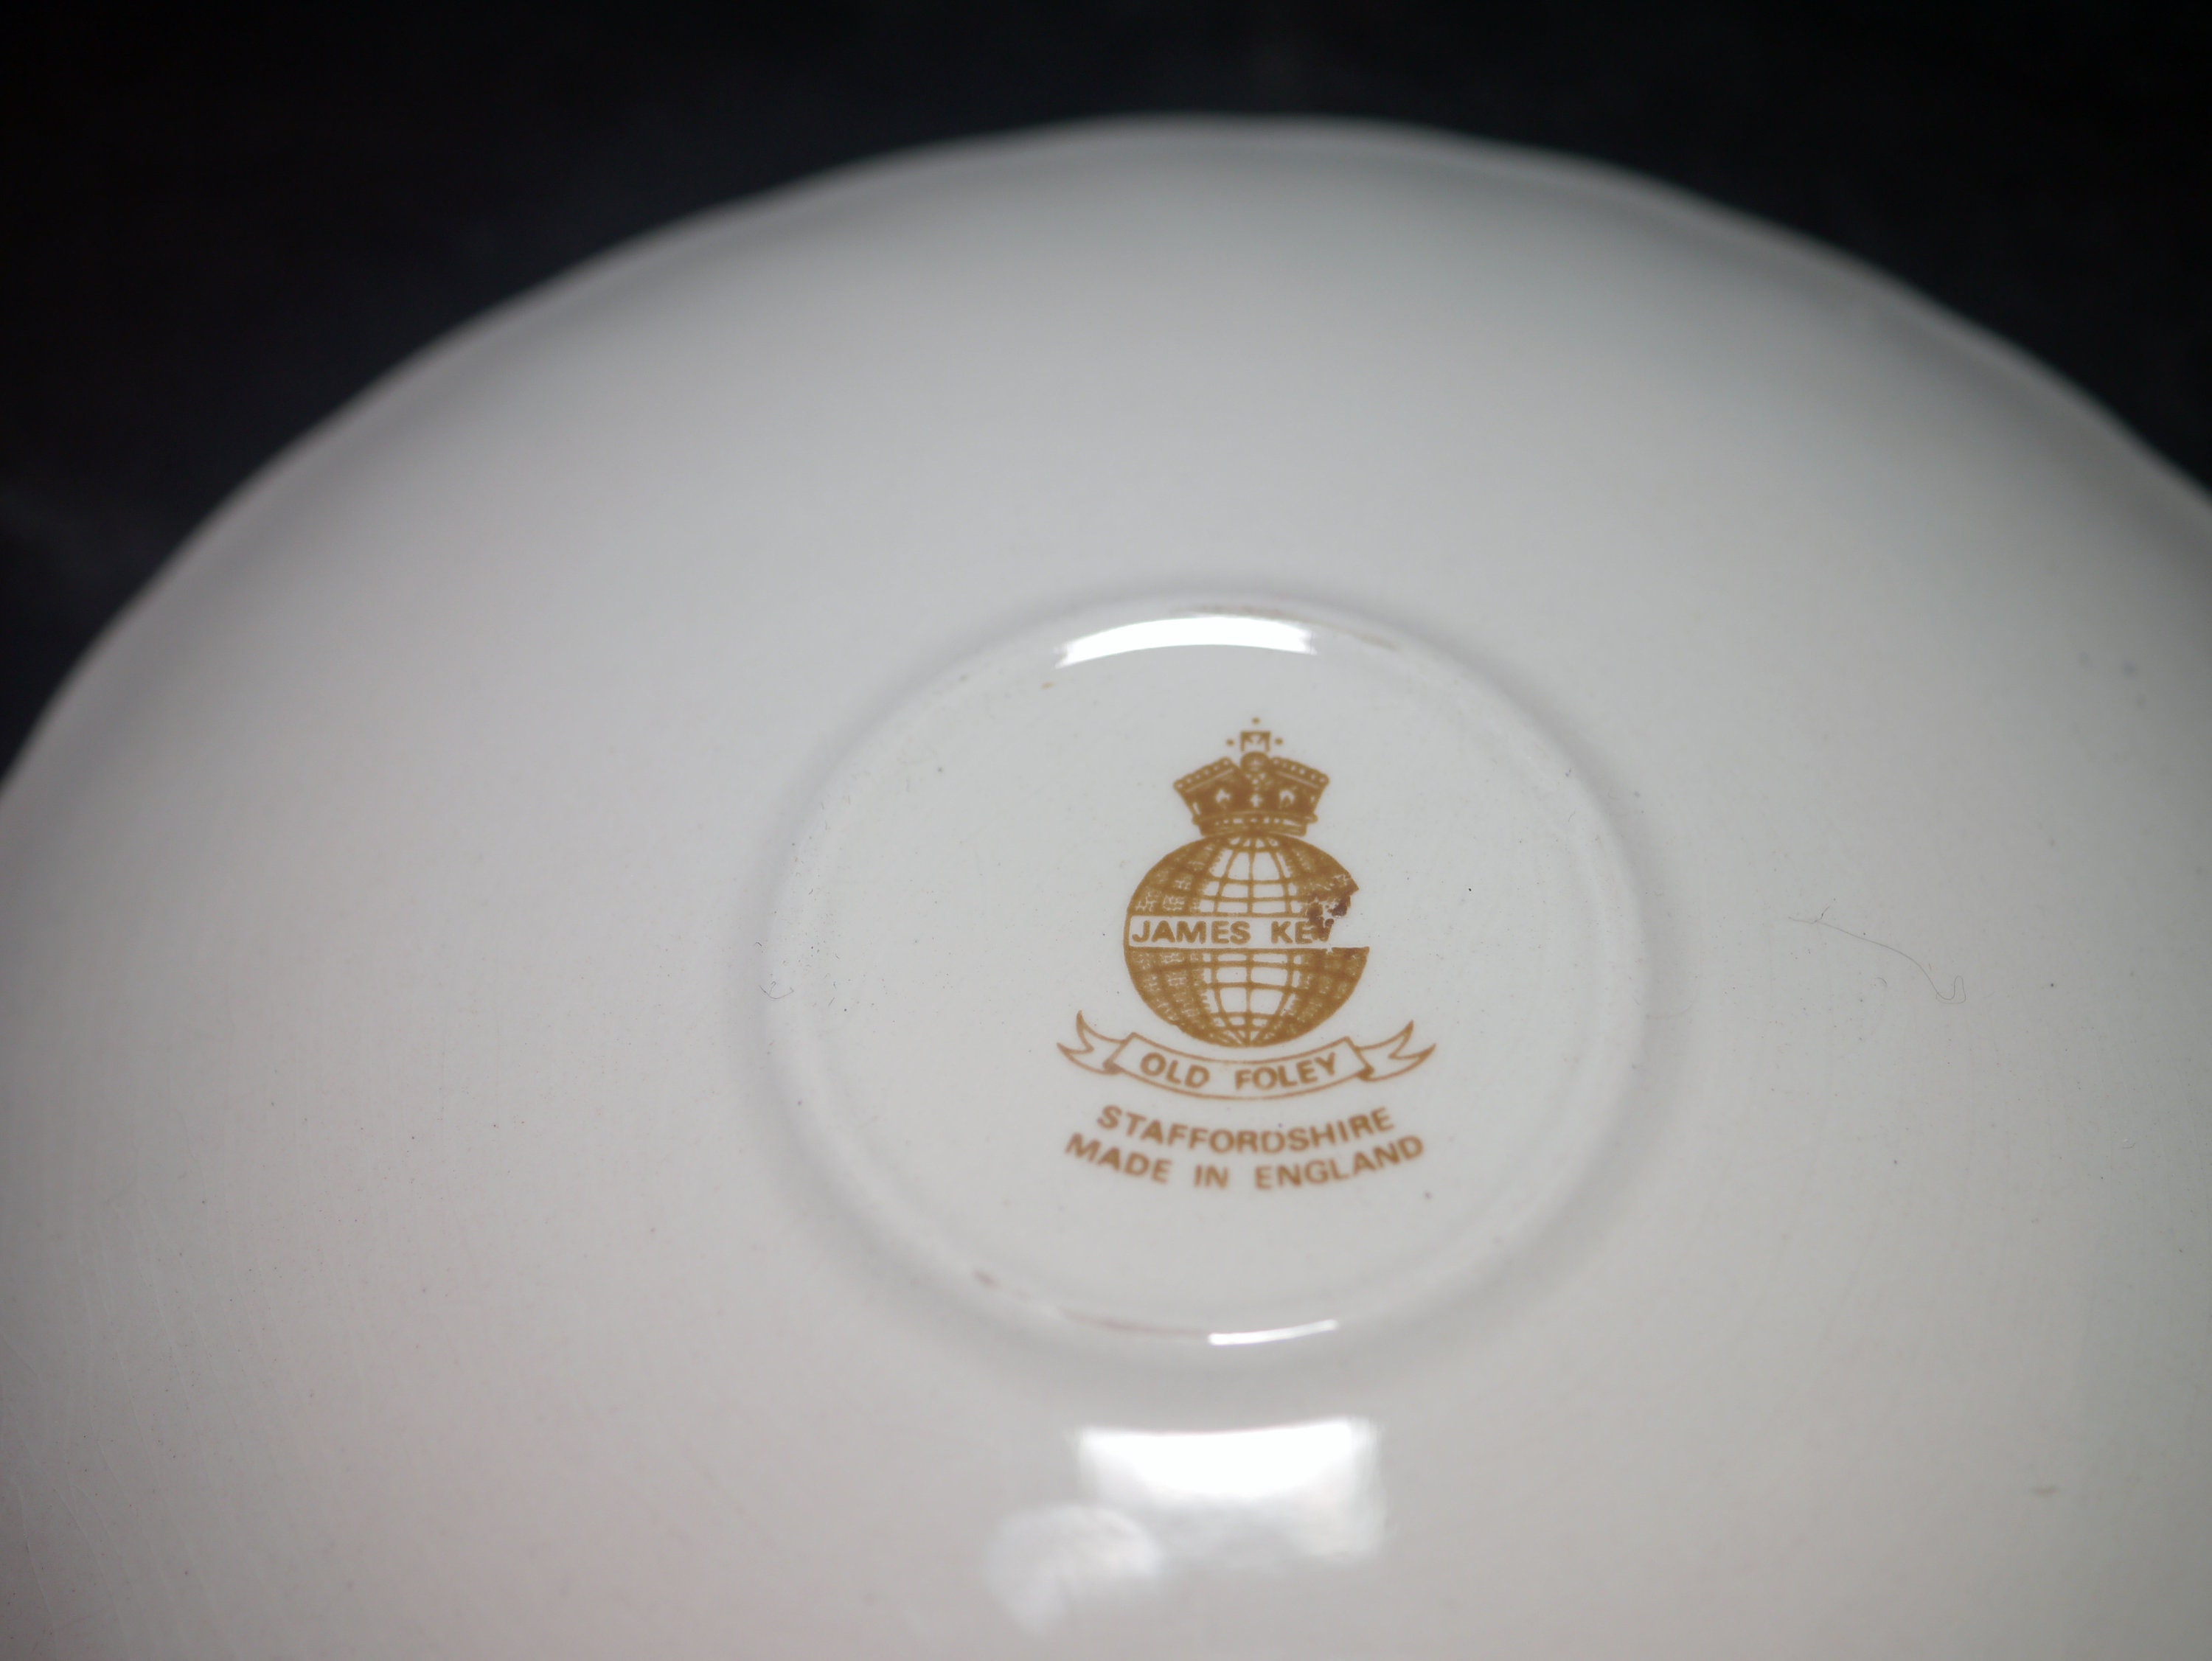 JAMES KE
OLD FOLEY
STAFFORDSHIRE
MADE IN ENGLAND